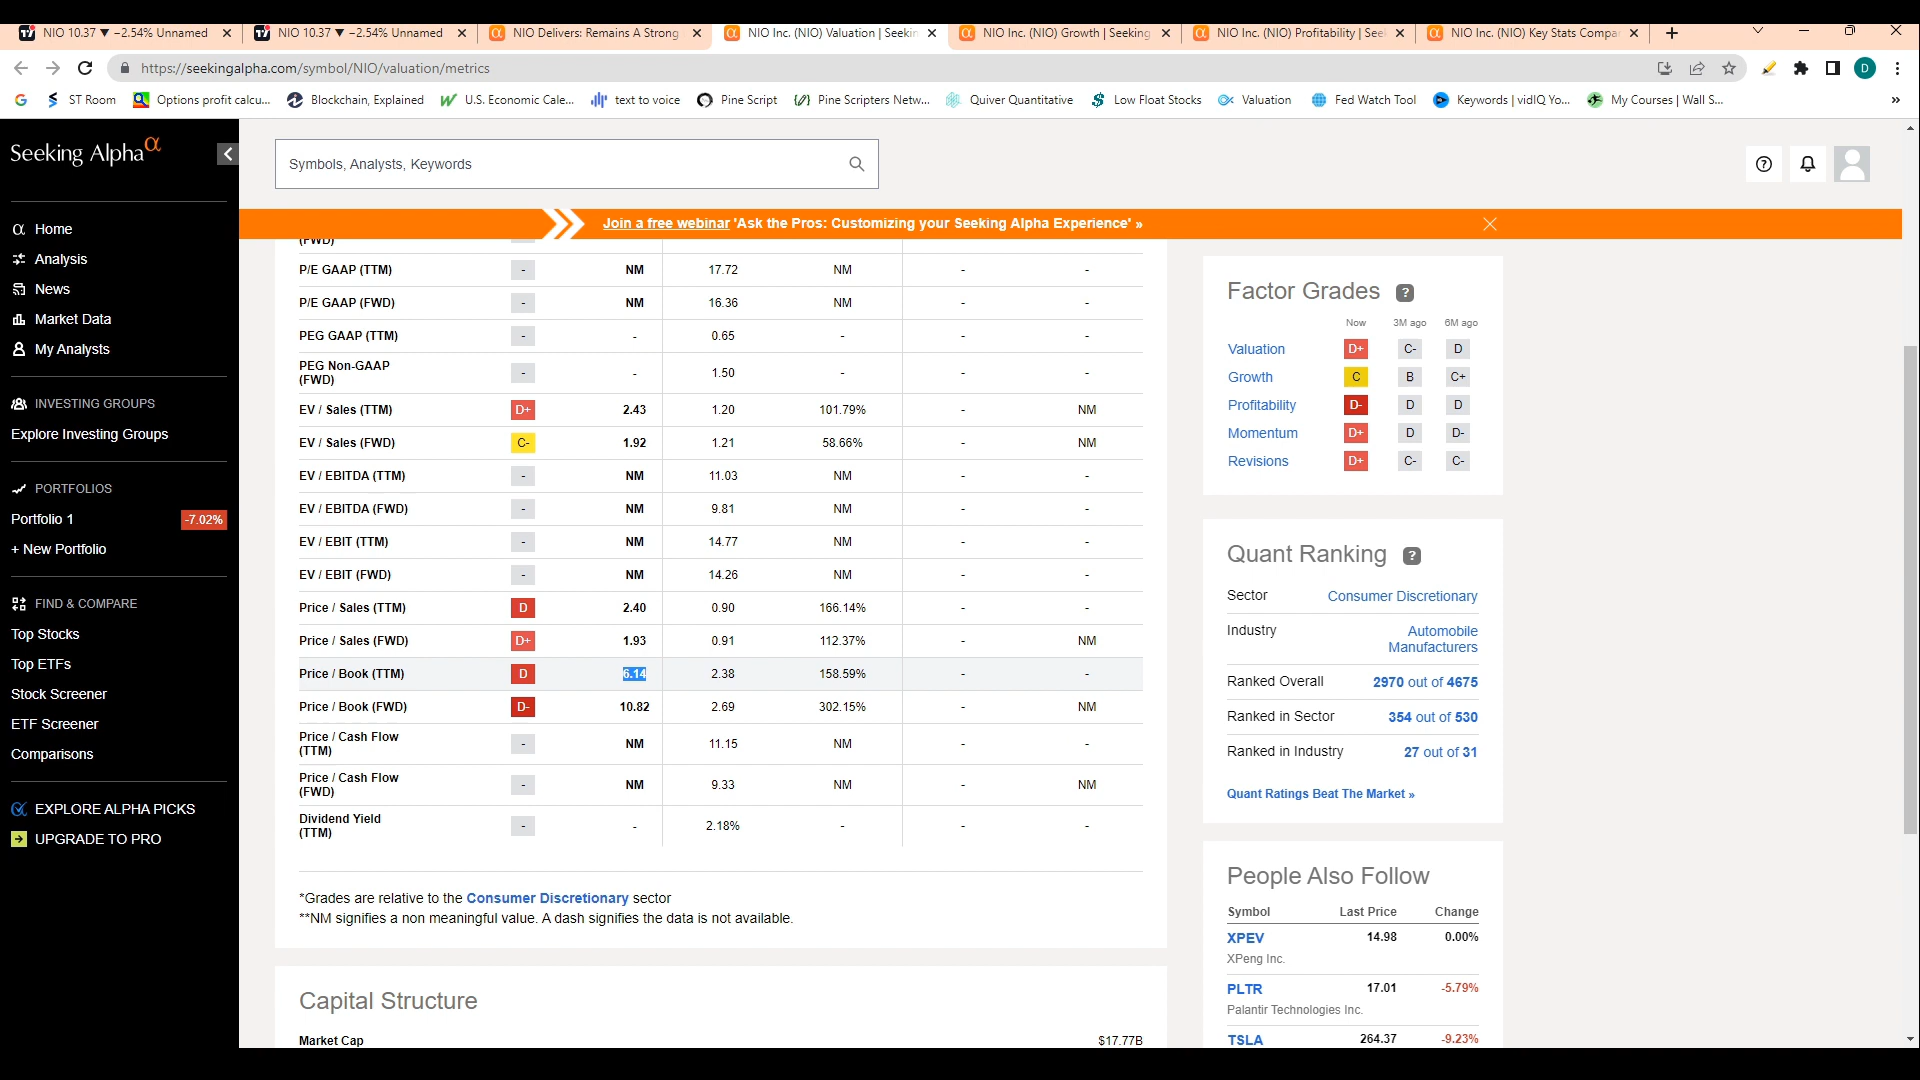 NIO 10.37 ▼ −2.54% Unnamed
NIO 10.37 ▼ −2.54% Unnamed
NIO Delivers: Remains A Strong
NIO Inc. (NIO) Valuation | Seekin
NIO Inc. (NIO) Growth | Seeking
NIO Inc. (NIO) Profitability | See
NIO Inc. (NIO) Key Stats Compar
https://seekingalpha.com/symbol/NIO/valuation/metrics
D
ST Room
Options profit calcu...
Blockchain, Explained
U.S. Economic Cale...
text to voice
Pine Script
Pine Scripters Netw...
Quiver Quantitative
Low Float Stocks
Valuation
Fed Watch Tool
Keywords | vidIQ Yo...
My Courses | Wall S...
»
Seeking Alpha α
Symbols, Analysts, Keywords
Join a free webinar 'Ask the Pros: Customizing your Seeking Alpha Experience' »
Home
Analysis
News
Market Data
My Analysts
INVESTING GROUPS
Explore Investing Groups
PORTFOLIOS
Portfolio 1 -7.02%
+ New Portfolio
FIND & COMPARE
Top Stocks
Top ETFs
Stock Screener
ETF Screener
Comparisons
EXPLORE ALPHA PICKS
UPGRADE TO PRO
(FWD)
P/E GAAP (TTM) - NM 17.72 NM - -
P/E GAAP (FWD) - NM 16.36 NM - -
PEG GAAP (TTM) - - 0.65 - - -
PEG Non-GAAP
(FWD) - - 1.50 - - -
EV / Sales (TTM) D+ 2.43 1.20 101.79% - NM
EV / Sales (FWD) C- 1.92 1.21 58.66% - NM
EV / EBITDA (TTM) - NM 11.03 NM - -
EV / EBITDA (FWD) - NM 9.81 NM - -
EV / EBIT (TTM) - NM 14.77 NM - -
EV / EBIT (FWD) - NM 14.26 NM - -
Price / Sales (TTM) D 2.40 0.90 166.14% - -
Price / Sales (FWD) D+ 1.93 0.91 112.37% - NM
Price / Book (TTM) D 6.14 2.38 158.59% - -
Price / Book (FWD) D- 10.82 2.69 302.15% - NM
Price / Cash Flow
(TTM) - NM 11.15 NM - -
Price / Cash Flow
(FWD) - NM 9.33 NM - NM
Dividend Yield
(TTM) - - 2.18% - - -
*Grades are relative to the Consumer Discretionary sector
**NM signifies a non meaningful value. A dash signifies the data is not available.
Capital Structure
Market Cap $17.77B
Factor Grades ?
Now 3M ago 6M ago
Valuation D+ C- D
Growth C B C+
Profitability D- D D
Momentum D+ D D-
Revisions D+ C- C-
Quant Ranking ?
Sector Consumer Discretionary
Industry Automobile
Manufacturers
Ranked Overall 2970 out of 4675
Ranked in Sector 354 out of 530
Ranked in Industry 27 out of 31
Quant Ratings Beat The Market »
People Also Follow
Symbol Last Price Change
XPEV 14.98 0.00%
XPeng Inc.
PLTR 17.01 -5.79%
Palantir Technologies Inc.
TSLA 264.37 -9.23%